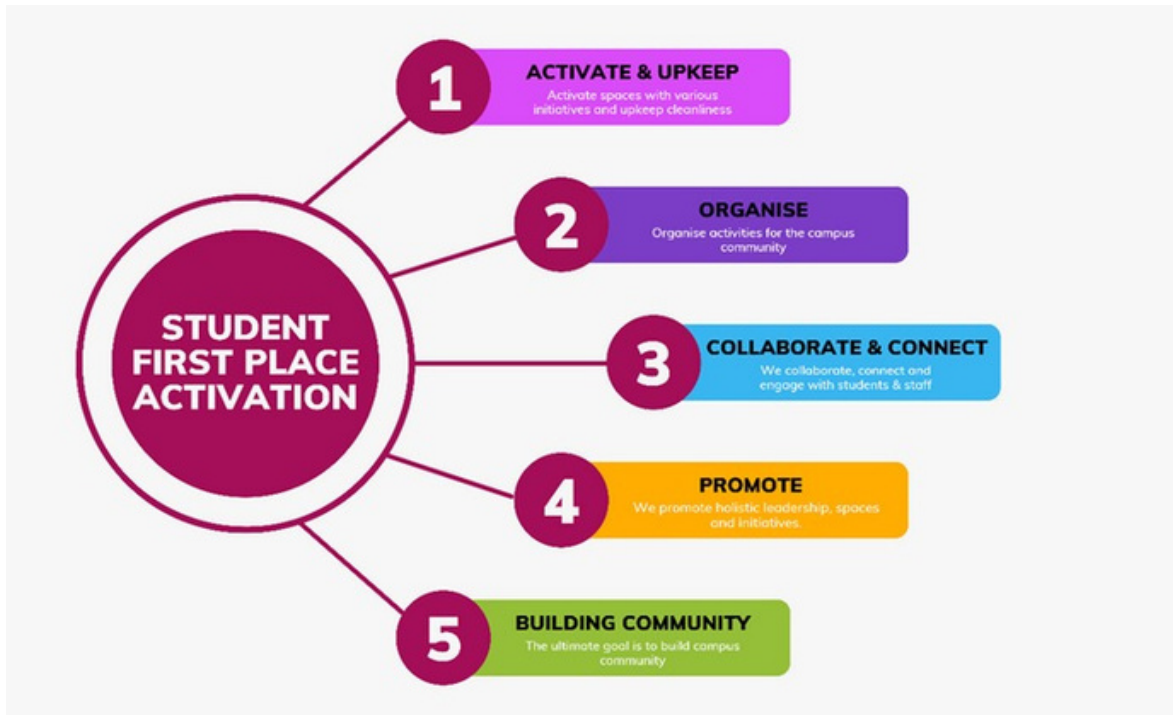 STUDENT
FIRST PLACE
ACTIVATION
1
ACTIVATE & UPKEEP
Activate spaces with various
initiatives and upkeep cleanliness
2
ORGANISE
Organise activities for the campus
community
3
COLLABORATE & CONNECT
We collaborate, connect and
engage with students & staff
4
PROMOTE
We promote holistic leadership, spaces
and initiatives.
5
BUILDING COMMUNITY
The ultimate goal is to build campus
community